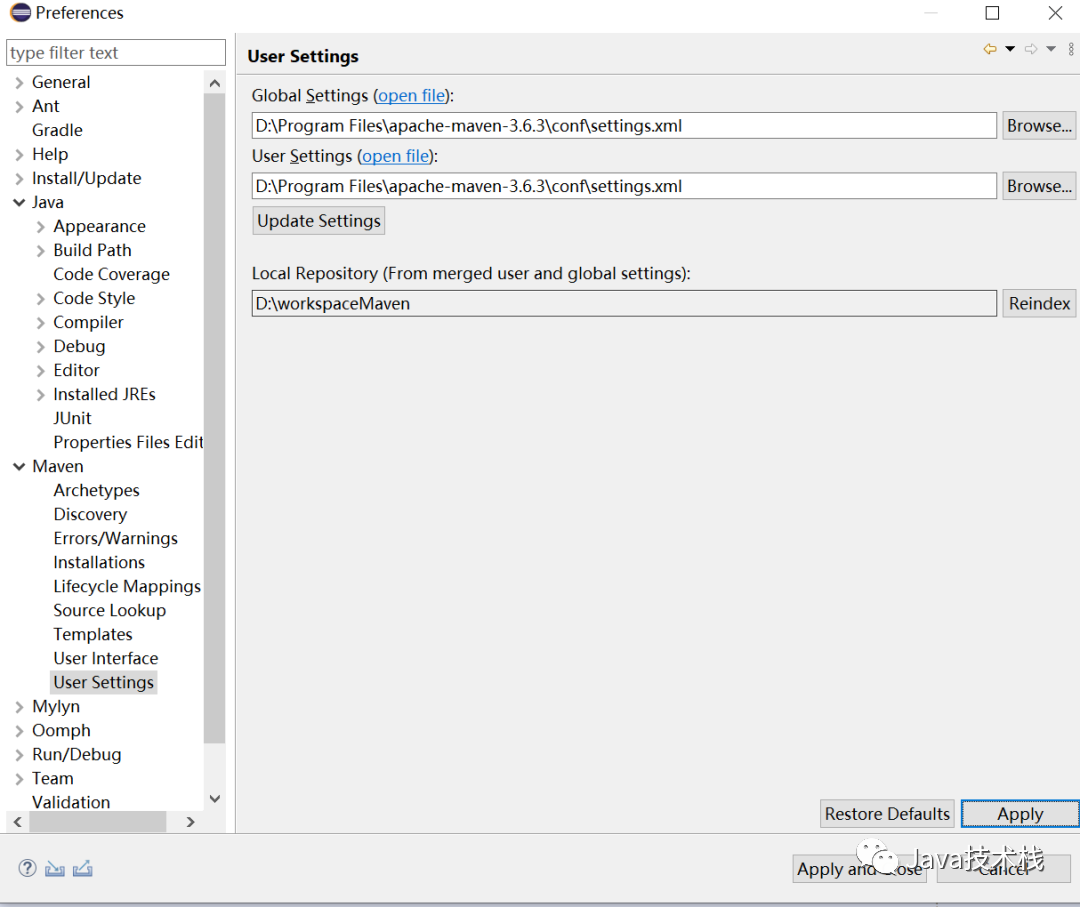 Preferences
type filter text
General
Ant
Gradle
Help
Install/Update
Java
Appearance
Build Path
Code Coverage
Code Style
Compiler
Debug
Editor
Installed JREs
JUnit
Properties Files Edit
Maven
Archetypes
Discovery
Errors/Warnings
Installations
Lifecycle Mappings
Source Lookup
Templates
User Interface
User Settings
Mylyn
Oomph
Run/Debug
Team
Validation
User Settings
Global Settings (open file):
D:\Program Files\apache-maven-3.6.3\conf\settings.xml
Browse...
User Settings (open file):
D:\Program Files\apache-maven-3.6.3\conf\settings.xml
Browse...
Update Settings
Local Repository (From merged user and global settings):
D:\workspaceMaven
Reindex
Restore Defaults
Apply
Apply and Close
Cancel
Java技术栈